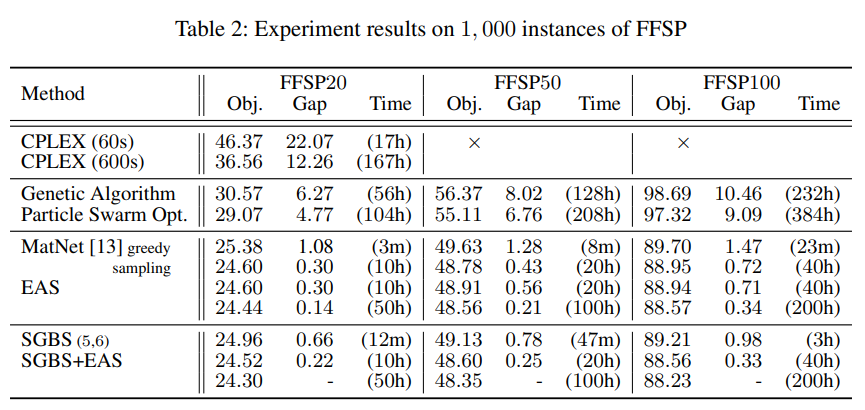 Table 2: Experiment results on 1,000 instances of FFSP
Method FFSP20 FFSP50 FFSP100
Obj. Gap Time Obj. Gap Time Obj. Gap Time
CPLEX (60s) 46.37 22.07 (17h) × ×
CPLEX (600s) 36.56 12.26 (167h)
Genetic Algorithm 30.57 6.27 (56h) 56.37 8.02 (128h) 98.69 10.46 (232h)
Particle Swarm Opt. 29.07 4.77 (104h) 55.11 6.76 (208h) 97.32 9.09 (384h)
MatNet [13] greedy 25.38 1.08 (3m) 49.63 1.28 (8m) 89.70 1.47 (23m)
sampling 24.60 0.30 (10h) 48.78 0.43 (20h) 88.95 0.72 (40h)
EAS 24.60 0.30 (10h) 48.91 0.56 (20h) 88.94 0.71 (40h)
24.44 0.14 (50h) 48.56 0.21 (100h) 88.57 0.34 (200h)
SGBS (5,6) 24.96 0.66 (12m) 49.13 0.78 (47m) 89.21 0.98 (3h)
SGBS+EAS 24.52 0.22 (10h) 48.60 0.25 (20h) 88.56 0.33 (40h)
24.30 - (50h) 48.35 - (100h) 88.23 - (200h)